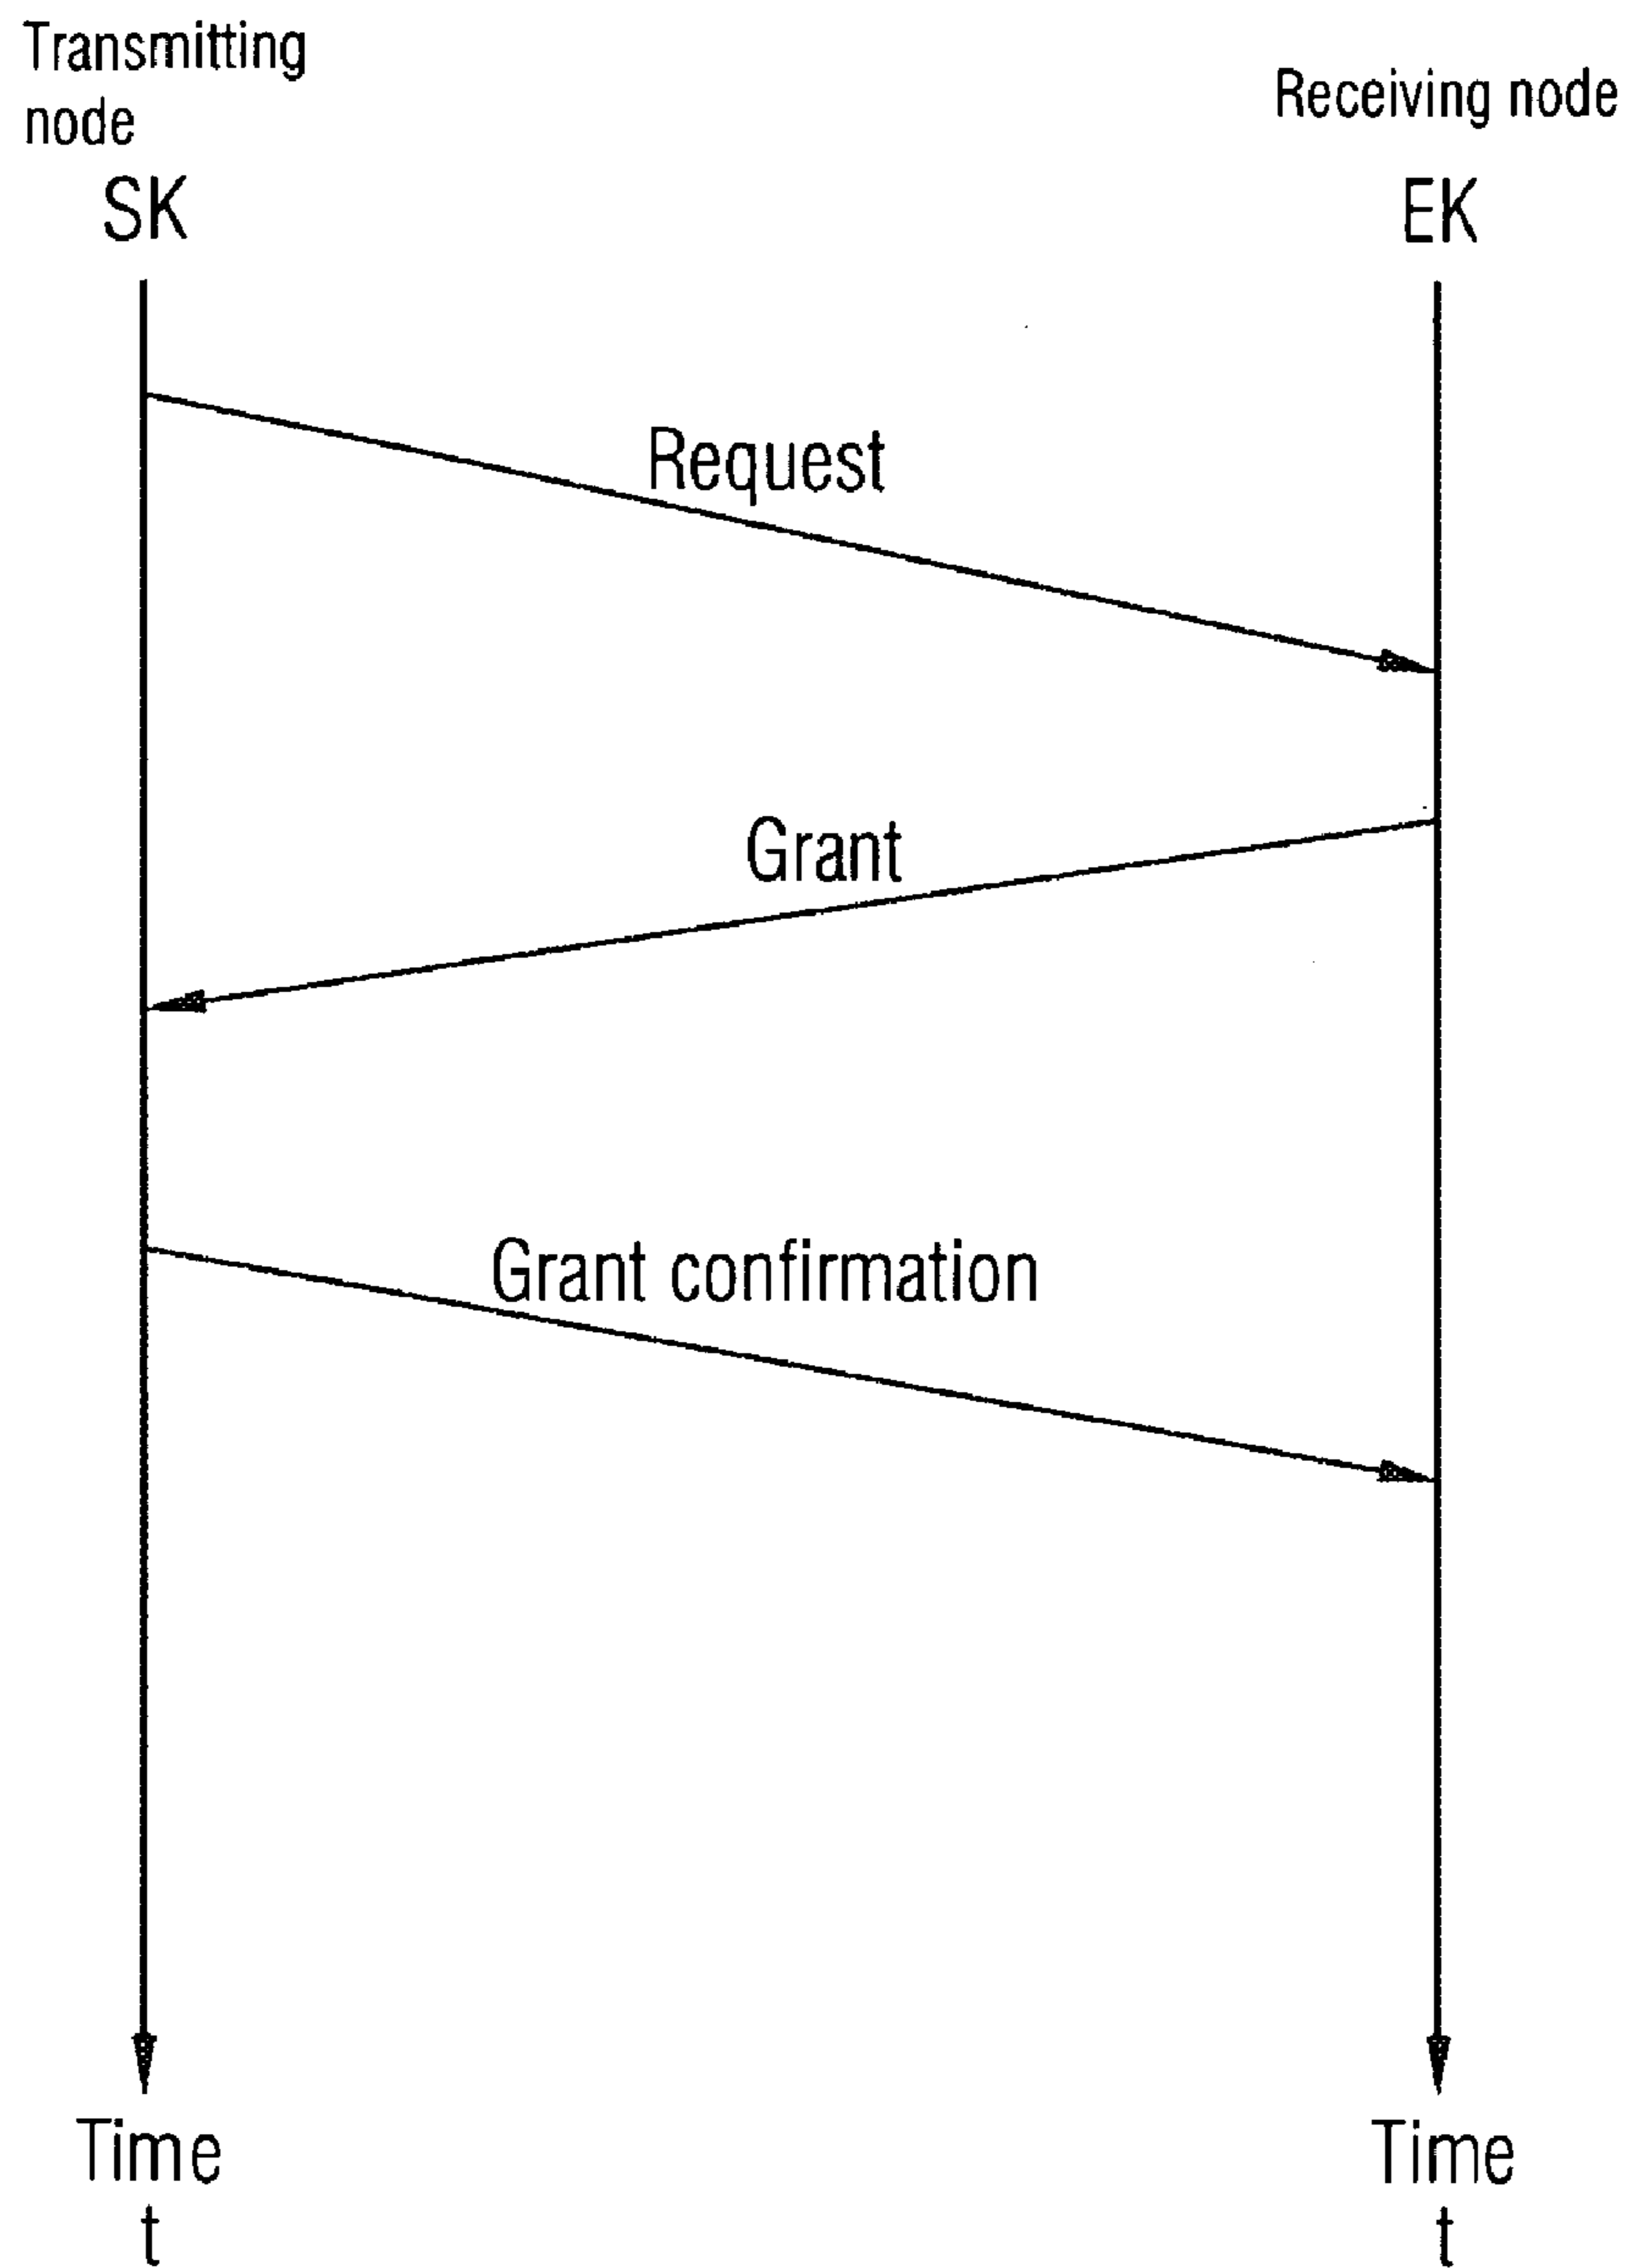 Transmitting
node
Receiving node
SK
EK
Request
Grant
Grant confirmation
Time
t
Time
t